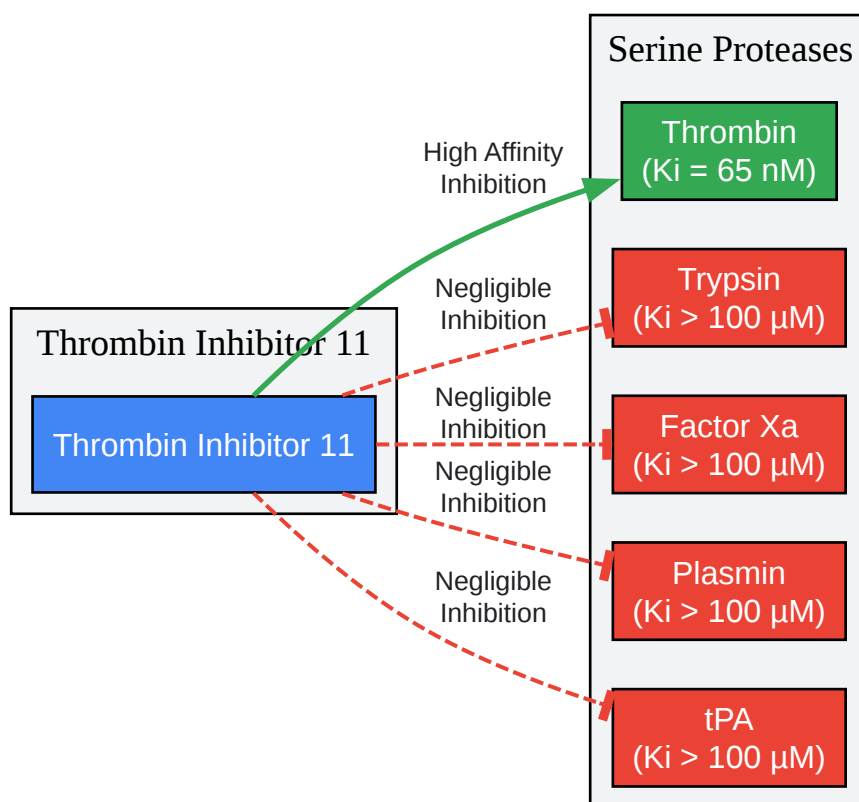 Serine Proteases
Thrombin
(Ki = 65 nM)
High Affinity
Inhibition
Trypsin
(Ki > 100 µM)
Negligible
Inhibition
Thrombin Inhibitor 11
Thrombin Inhibitor 11
Negligible
Inhibition
Factor Xa
(Ki > 100 µM)
Negligible
Inhibition
Plasmin
(Ki > 100 µM)
Negligible
Inhibition
tPA
(Ki > 100 µM)